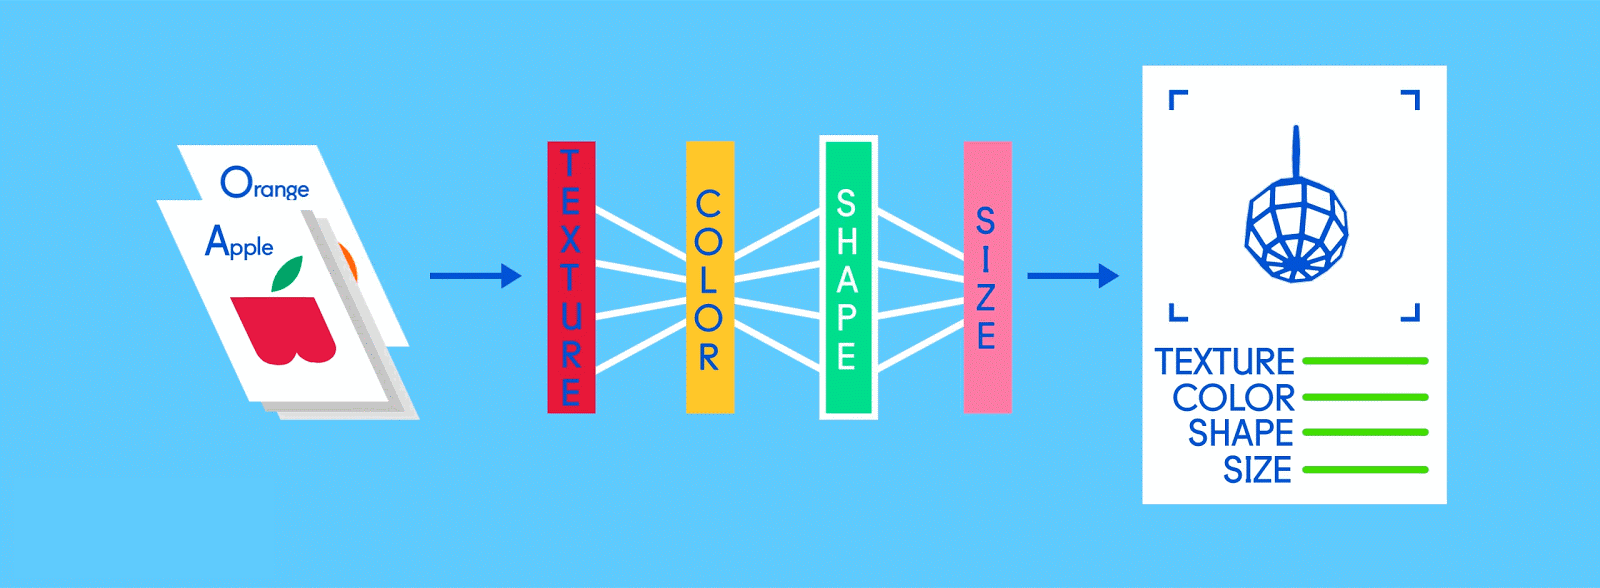 Orange
Apple
TEXTURE
COLOR
SHAPE
SIZE
TEXTURE
COLOR
SHAPE
SIZE